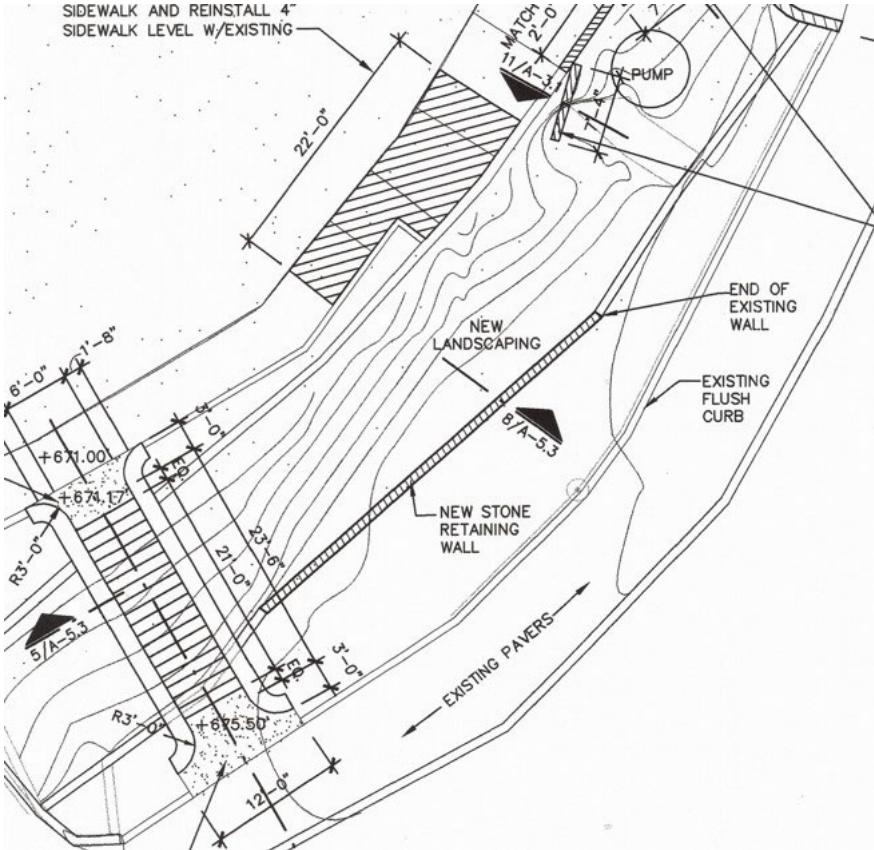 SIDEWALK AND REINSTALL 4"
SIDEWALK LEVEL W/EXISTING
MATCH
2'-0"
11/A-3.1
PUMP
7'-4"
22'-0"
END OF
EXISTING
WALL
NEW
LANDSCAPING
EXISTING
FLUSH
CURB
8/A-5.3
1'-8"
6'-0"
3'-0"
EQ.
+671.00'
+671.17'
NEW STONE
RETAINING
WALL
R3'-0"
23'-6"
21'-0"
5/A-5.3
EQ.
3'-0"
EXISTING PAVERS
R3'-0"
+675.50'
12'-0"